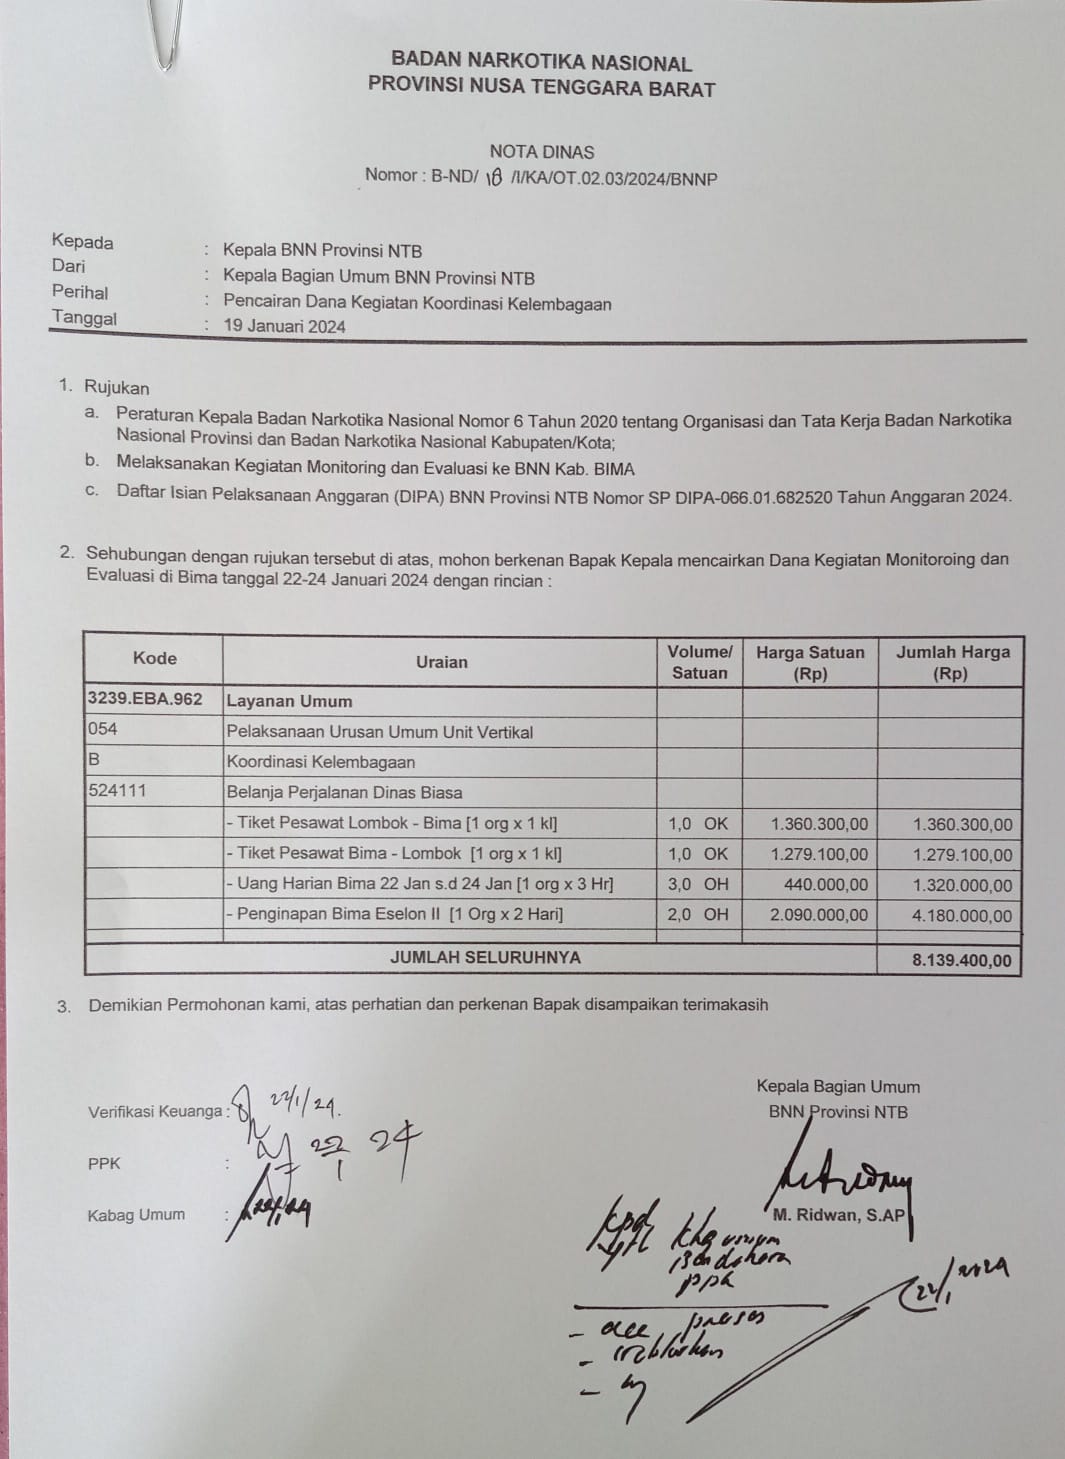 BADAN NARKOTIKA NASIONAL
PROVINSI NUSA TENGGARA BARAT
NOTA DINAS
Nomor : B-ND/ 18 /I/KA/OT.02.03/2024/BNNP
Kepada : Kepala BNN Provinsi NTB
Dari : Kepala Bagian Umum BNN Provinsi NTB
Perihal : Pencairan Dana Kegiatan Koordinasi Kelembagaan
Tanggal : 19 Januari 2024
1. Rujukan
a. Peraturan Kepala Badan Narkotika Nasional Nomor 6 Tahun 2020 tentang Organisasi dan Tata Kerja Badan Narkotika
Nasional Provinsi dan Badan Narkotika Nasional Kabupaten/Kota;
b. Melaksanakan Kegiatan Monitoring dan Evaluasi ke BNN Kab. BIMA
c. Daftar Isian Pelaksanaan Anggaran (DIPA) BNN Provinsi NTB Nomor SP DIPA-066.01.682520 Tahun Anggaran 2024.
2. Sehubungan dengan rujukan tersebut di atas, mohon berkenan Bapak Kepala mencairkan Dana Kegiatan Monitoroing dan
Evaluasi di Bima tanggal 22-24 Januari 2024 dengan rincian :
Kode Uraian Volume/ Satuan Harga Satuan (Rp) Jumlah Harga (Rp)
3239.EBA.962 Layanan Umum
054 Pelaksanaan Urusan Umum Unit Vertikal
B Koordinasi Kelembagaan
524111 Belanja Perjalanan Dinas Biasa
- Tiket Pesawat Lombok - Bima [1 org x 1 kl] 1,0 OK 1.360.300,00 1.360.300,00
- Tiket Pesawat Bima - Lombok [1 org x 1 kl] 1,0 OK 1.279.100,00 1.279.100,00
- Uang Harian Bima 22 Jan s.d 24 Jan [1 org x 3 Hr] 3,0 OH 440.000,00 1.320.000,00
- Penginapan Bima Eselon II [1 Org x 2 Hari] 2,0 OH 2.090.000,00 4.180.000,00
JUMLAH SELURUHNYA 8.139.400,00
3. Demikian Permohonan kami, atas perhatian dan perkenan Bapak disampaikan terimakasih
Kepala Bagian Umum
BNN Provinsi NTB
Verifikasi Keuanga : 22/1/24.
PPK : 22/1 24
Kabag Umum :
M. Ridwan, S.AP
umum
ppk
22/1 2024
- acc, proses
-
-